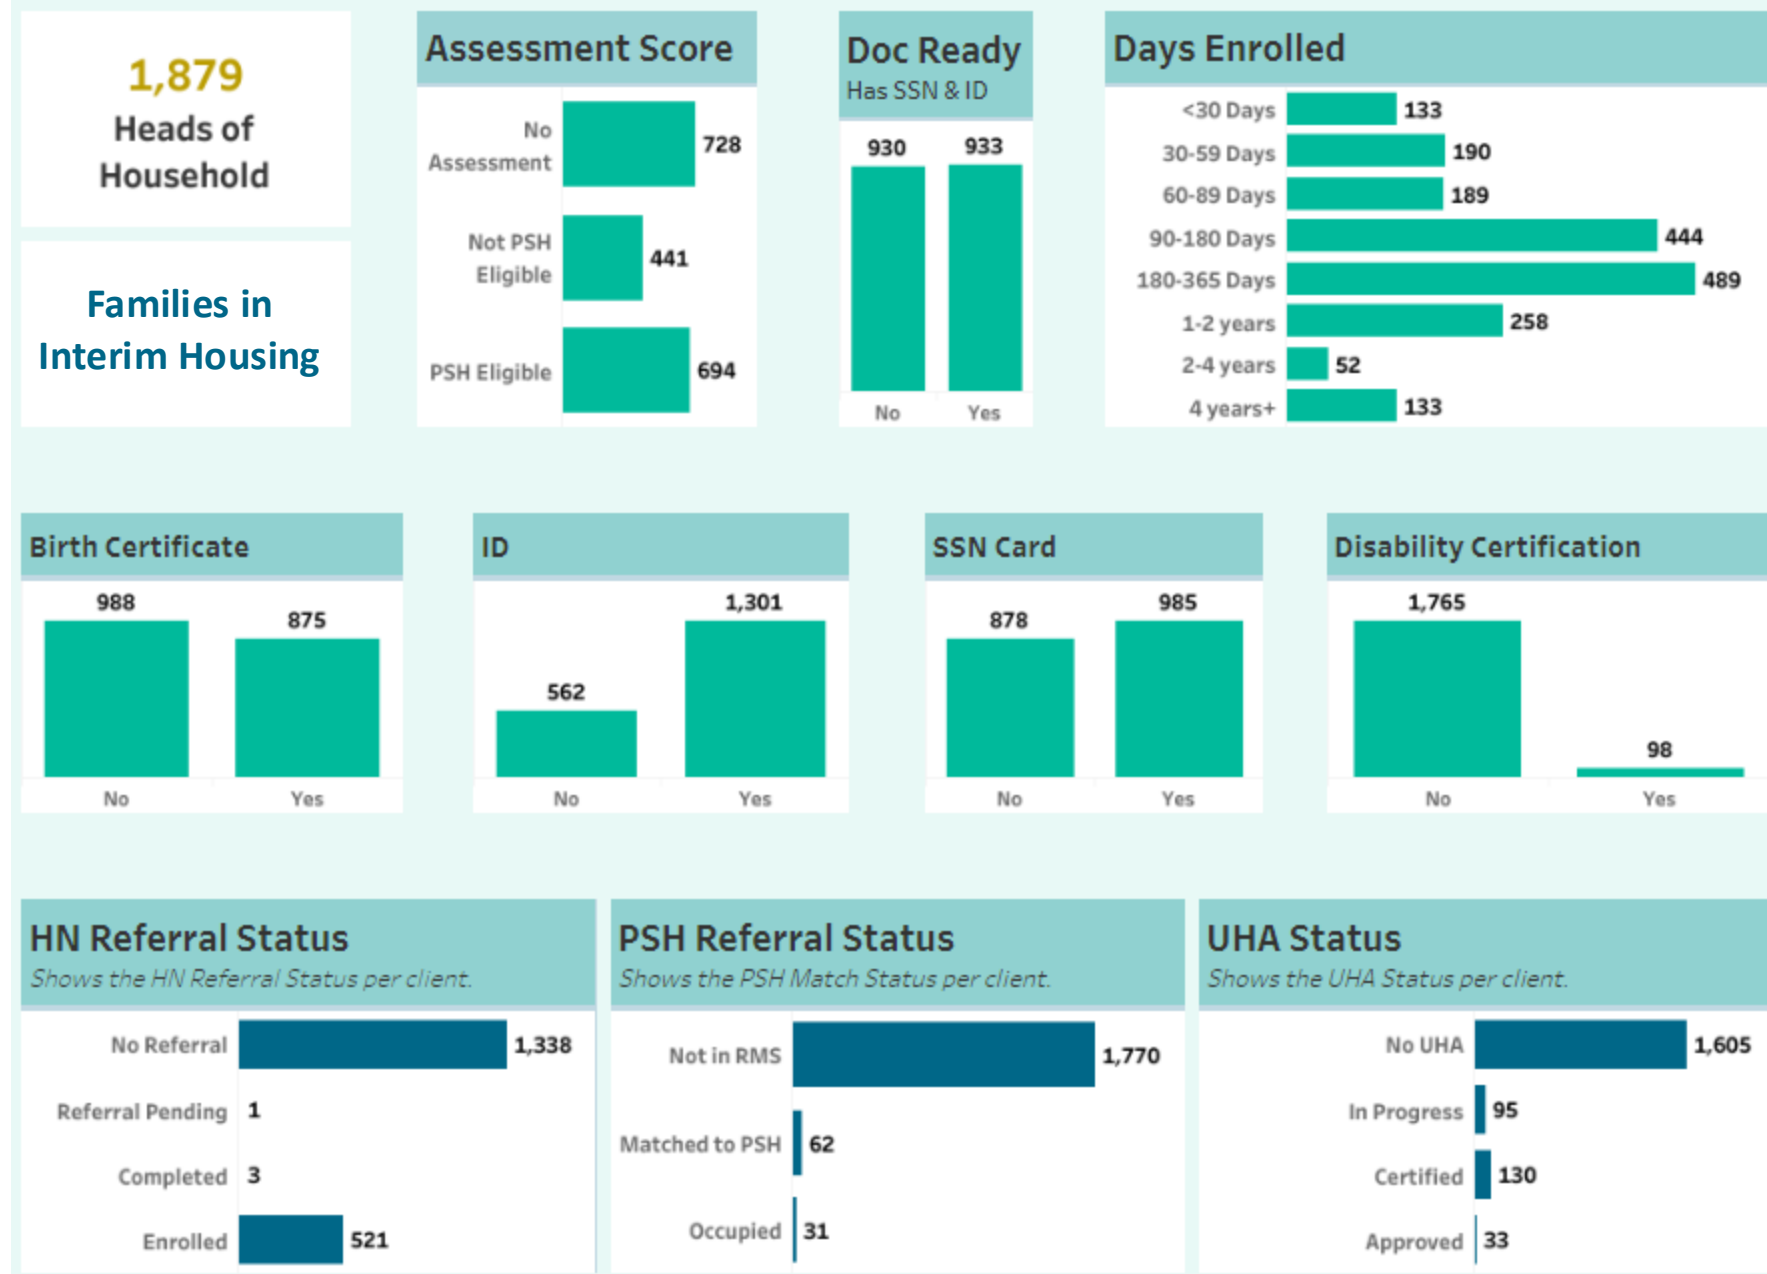 1,879
Heads of
Household
Families in
Interim Housing
Assessment Score
No
Assessment
728
Not PSH
Eligible
441
PSH Eligible
694
Doc Ready
Has SSN & ID
930
933
No
Yes
Days Enrolled
<30 Days
133
30-59 Days
190
60-89 Days
189
90-180 Days
444
180-365 Days
489
1-2 years
258
2-4 years
52
4 years+
133
Birth Certificate
988
875
No
Yes
ID
562
1,301
No
Yes
SSN Card
878
985
No
Yes
Disability Certification
1,765
98
No
Yes
HN Referral Status
Shows the HN Referral Status per client.
No Referral
1,338
Referral Pending
1
Completed
3
Enrolled
521
PSH Referral Status
Shows the PSH Match Status per client.
Not in RMS
1,770
Matched to PSH
62
Occupied
31
UHA Status
Shows the UHA Status per client.
No UHA
1,605
In Progress
95
Certified
130
Approved
33